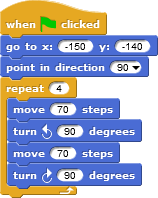 when clicked
go to x: -150 y: -140
point in direction 90
repeat 4
move 70 steps
turn 90 degrees
move 70 steps
turn 90 degrees